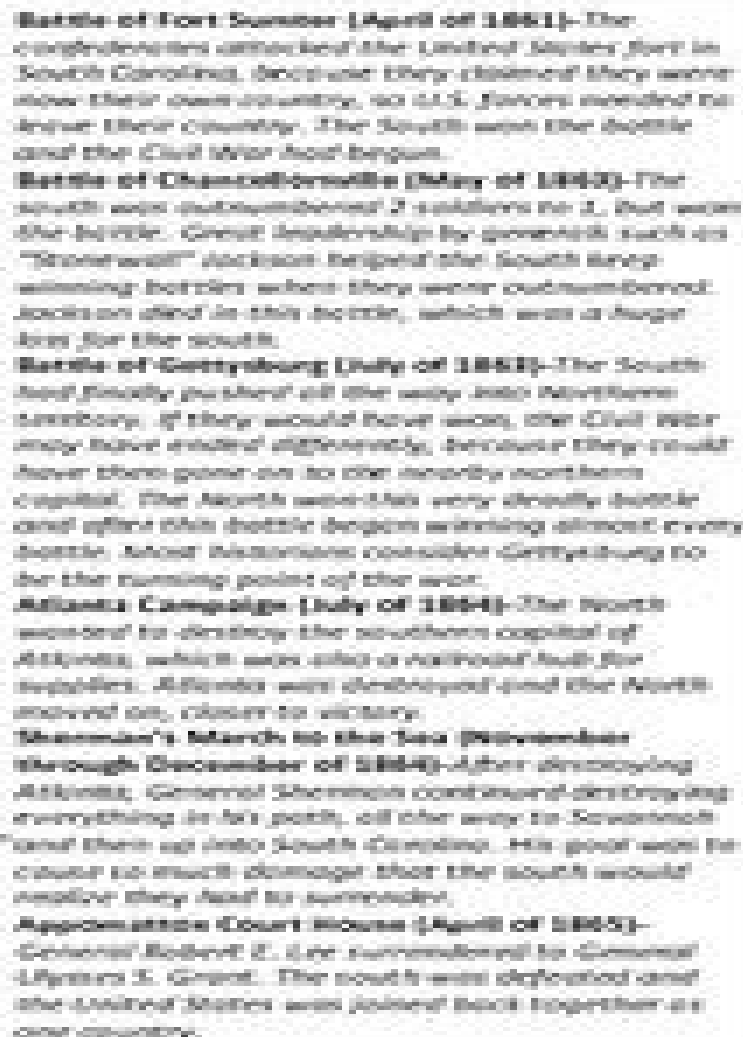 Battle of Fort Sumter (April of 1861)-The
confederates attacked the United States fort in
South Carolina, because they claimed they were
now their own country, so U.S. forces needed to
leave their country. The South won the battle
and the Civil War had begun.
Battle of Chancellorsville (May of 1863)-The
south was outnumbered 2 soldiers to 1, but won
the battle. Great leadership by generals such as
"Stonewall" Jackson helped the South keep
winning battles when they were outnumbered.
Jackson died in this battle, which was a huge
loss for the south.
Battle of Gettysburg (July of 1863)-The South
had finally pushed all the way into Northern
territory. If they would have won, the Civil War
may have ended differently, because they could
have then gone on to the nearby northern
capital. The North won this very deadly battle
and after this battle began winning almost every
battle. Most historians consider Gettysburg to
be the turning point of the war.
Atlanta Campaign (July of 1864)-The North
wanted to destroy the southern capital of
Atlanta, which was also a railroad hub for
supplies. Atlanta was destroyed and the North
moved on, closer to victory.
Sherman's March to the Sea (November
through December of 1864)-After destroying
Atlanta, General Sherman continued destroying
everything in his path, all the way to Savannah
and then up into South Carolina. His goal was to
cause so much damage that the south would
realize they had to surrender.
Appomattox Court House (April of 1865)-
General Robert E. Lee surrendered to General
Ulysses S. Grant. The south was defeated and
the United States was joined back together as
one country.